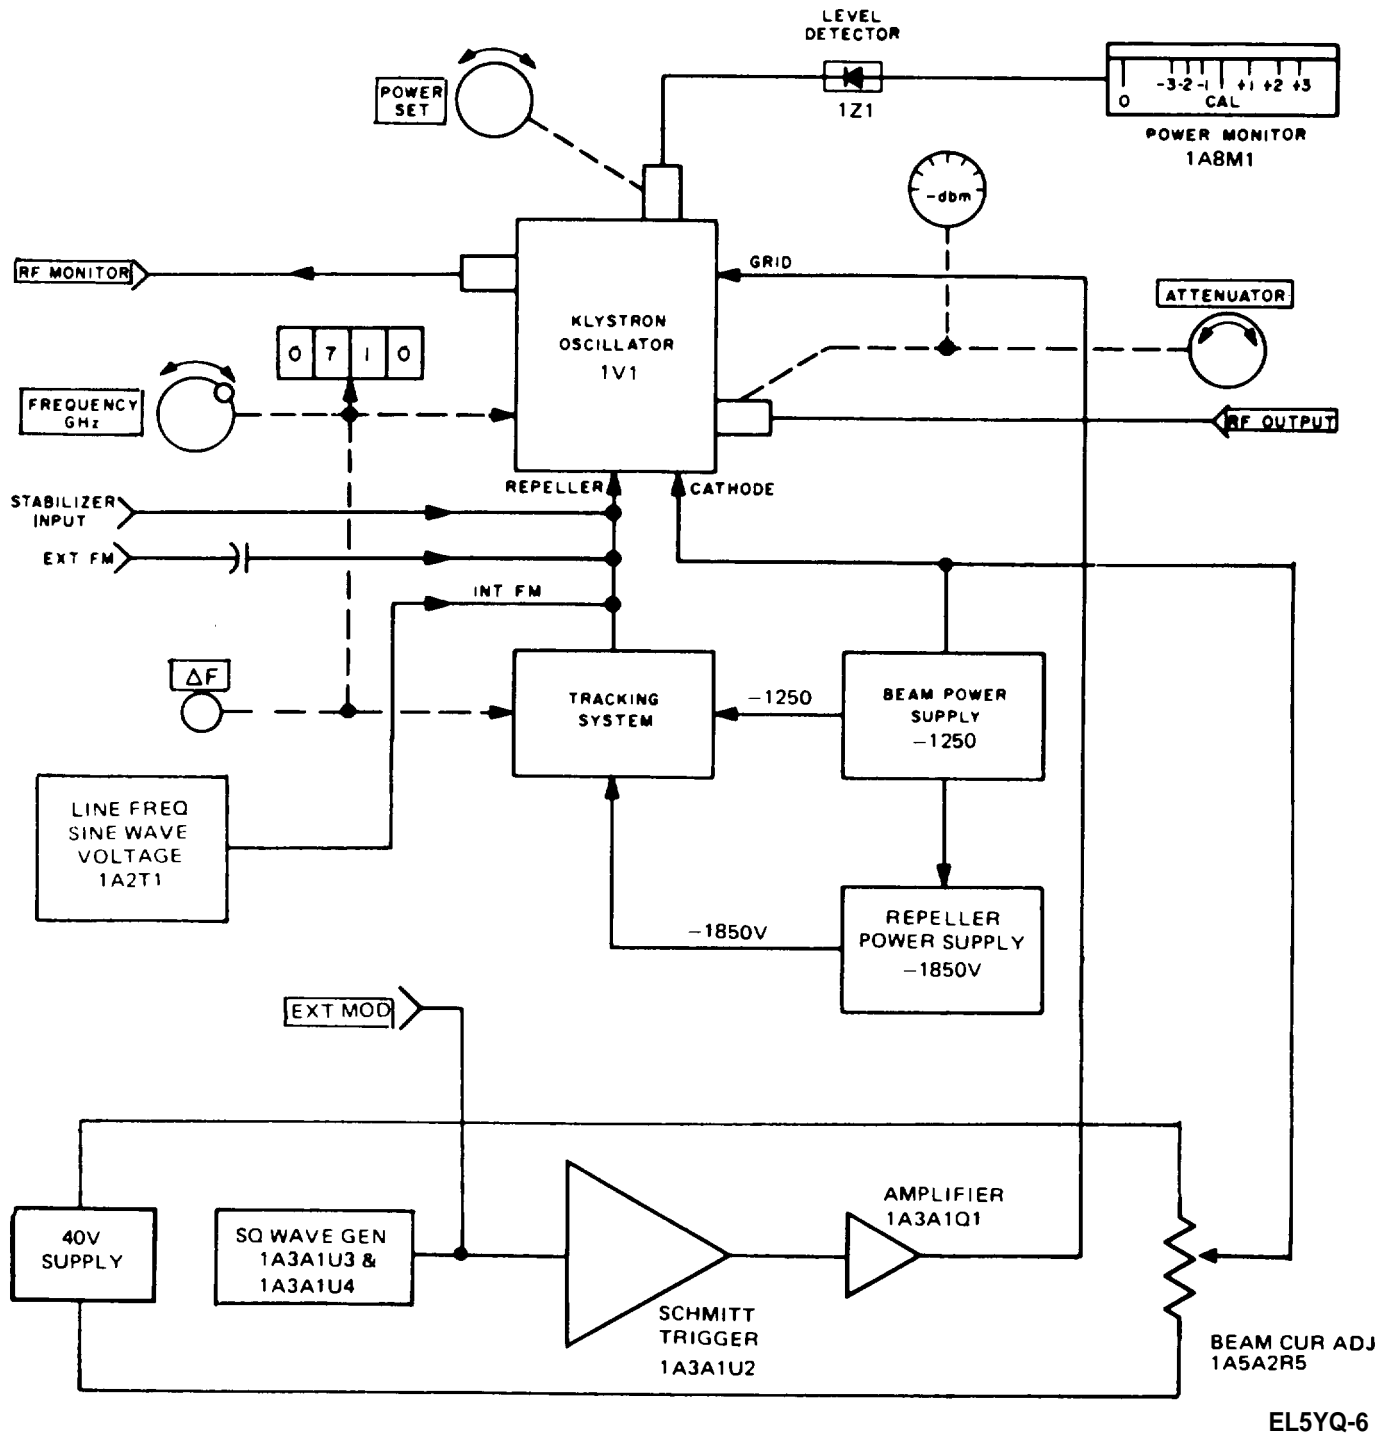 LEVEL
DETECTOR
POWER
SET
1Z1
0
-3 -2 -1 +1 +2 +3
CAL
POWER MONITOR
1A8M1
-dbm
RF MONITOR
GRID
ATTENUATOR
KLYSTRON
OSCILLATOR
1V1
0 7 1 0
FREQUENCY
GHz
RF OUTPUT
REPELLER
CATHODE
STABILIZER
INPUT
EXT FM
INT FM
ΔF
TRACKING
SYSTEM
-1250
BEAM POWER
SUPPLY
-1250
LINE FREQ
SINE WAVE
VOLTAGE
1A2T1
-1850V
REPELLER
POWER SUPPLY
-1850V
EXT MOD
40V
SUPPLY
SQ WAVE GEN
1A3A1U3 &
1A3A1U4
AMPLIFIER
1A3A1Q1
SCHMITT
TRIGGER
1A3A1U2
BEAM CUR ADJ
1A5A2R5
EL5YQ-6